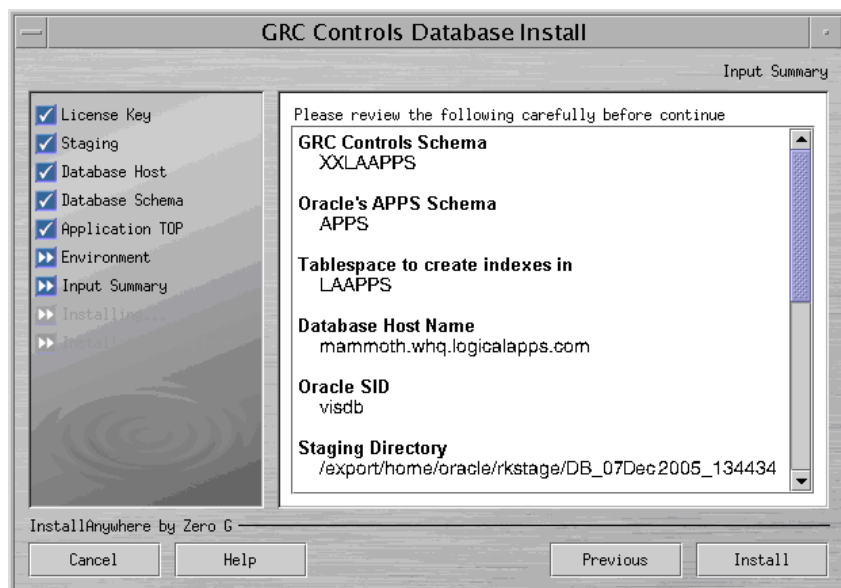 GRC Controls Database Install
Input Summary
License Key
Staging
Database Host
Database Schema
Application TOP
Environment
Input Summary
Installing...
Instal
Please review the following carefully before continue
GRC Controls Schema
XXLAAPPS
Oracle's APPS Schema
APPS
Tablespace to create indexes in
LAAPPS
Database Host Name
mammoth.whq.logicalapps.com
Oracle SID
visdb
Staging Directory
/export/home/oracle/rkstage/DB_07Dec2005_134434
InstallAnywhere by Zero G
Cancel
Help
Previous
Install